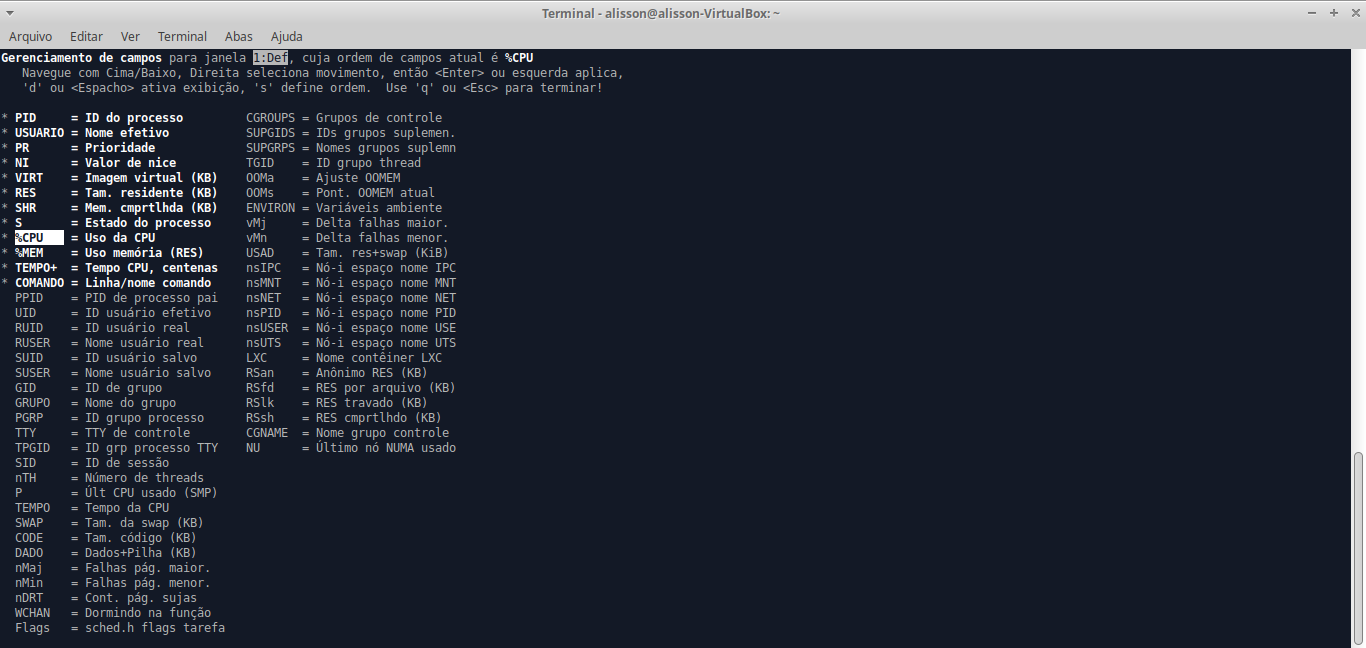 Terminal - alisson@alisson-VirtualBox: ~
Arquivo Editar Ver Terminal Abas Ajuda
Gerenciamento de campos para janela 1:Def, cuja ordem de campos atual é %CPU
Navegue com Cima/Baixo, Direita seleciona movimento, então <Enter> ou esquerda aplica,
'd' ou <Espacho> ativa exibição, 's' define ordem. Use 'q' ou <Esc> para terminar!
* PID = ID do processo CGROUPS = Grupos de controle
* USUARIO = Nome efetivo SUPGIDS = IDs grupos suplemen.
* PR = Prioridade SUPGRPS = Nomes grupos suplemn
* NI = Valor de nice TGID = ID grupo thread
* VIRT = Imagem virtual (KB) OOMa = Ajuste OOMEM
* RES = Tam. residente (KB) OOMs = Pont. OOMEM atual
* SHR = Mem. cmprtlhda (KB) ENVIRON = Variáveis ambiente
* S = Estado do processo vMj = Delta falhas maior.
* %CPU = Uso da CPU vMn = Delta falhas menor.
* %MEM = Uso memória (RES) USAD = Tam. res+swap (KiB)
* TEMPO+ = Tempo CPU, centenas nsIPC = Nó-i espaço nome IPC
* COMANDO = Linha/nome comando nsMNT = Nó-i espaço nome MNT
PPID = PID de processo pai nsNET = Nó-i espaço nome NET
UID = ID usuário efetivo nsPID = Nó-i espaço nome PID
RUID = ID usuário real nsUSER = Nó-i espaço nome USE
RUSER = Nome usuário real nsUTS = Nó-i espaço nome UTS
SUID = ID usuário salvo LXC = Nome contêiner LXC
SUSER = Nome usuário salvo RSan = Anônimo RES (KB)
GID = ID de grupo RSfd = RES por arquivo (KB)
GRUPO = Nome do grupo RSlk = RES travado (KB)
PGRP = ID grupo processo RSsh = RES cmprtlhdo (KB)
TTY = TTY de controle CGNAME = Nome grupo controle
TPGID = ID grp processo TTY NU = Último nó NUMA usado
SID = ID de sessão
nTH = Número de threads
P = Últ CPU usado (SMP)
TEMPO = Tempo da CPU
SWAP = Tam. da swap (KB)
CODE = Tam. código (KB)
DADO = Dados+Pilha (KB)
nMaj = Falhas pág. maior.
nMin = Falhas pág. menor.
nDRT = Cont. pág. sujas
WCHAN = Dormindo na função
Flags = sched.h flags tarefa